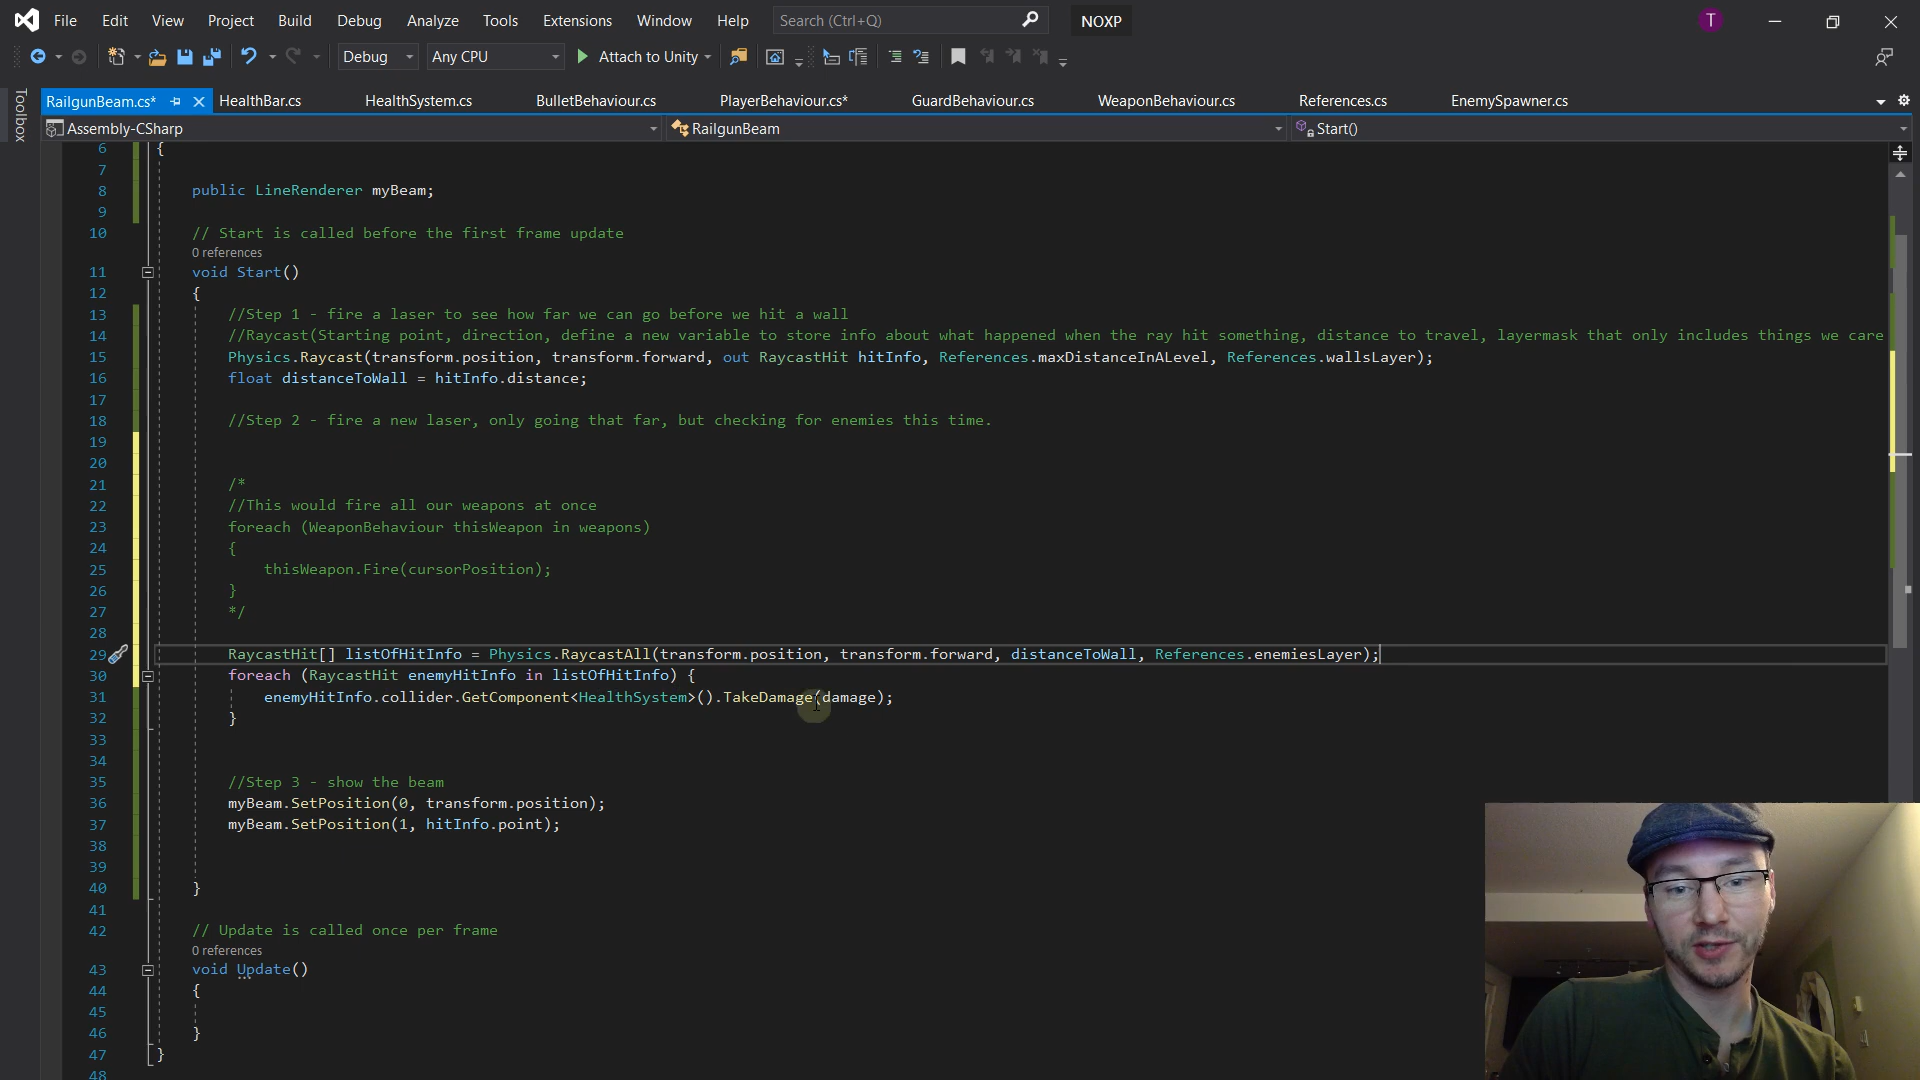 File Edit View Project Build Debug Analyze Tools Extensions Window Help Search (Ctrl+Q) NOXP T
Debug Any CPU Attach to Unity
Toolbox
RailgunBeam.cs* HealthBar.cs HealthSystem.cs BulletBehaviour.cs PlayerBehaviour.cs* GuardBehaviour.cs WeaponBehaviour.cs References.cs EnemySpawner.cs
Assembly-CSharp RailgunBeam Start()
6 {
7
8 public LineRenderer myBeam;
9
10 // Start is called before the first frame update
0 references
11 void Start()
12 {
13 //Step 1 - fire a laser to see how far we can go before we hit a wall
14 //Raycast(Starting point, direction, define a new variable to store info about what happened when the ray hit something, distance to travel, layermask that only includes things we care
15 Physics.Raycast(transform.position, transform.forward, out RaycastHit hitInfo, References.maxDistanceInALevel, References.wallsLayer);
16 float distanceToWall = hitInfo.distance;
17
18 //Step 2 - fire a new laser, only going that far, but checking for enemies this time.
19
20
21 /*
22 //This would fire all our weapons at once
23 foreach (WeaponBehaviour thisWeapon in weapons)
24 {
25 thisWeapon.Fire(cursorPosition);
26 }
27 */
28
29 RaycastHit[] listOfHitInfo = Physics.RaycastAll(transform.position, transform.forward, distanceToWall, References.enemiesLayer);
30 foreach (RaycastHit enemyHitInfo in listOfHitInfo) {
31 enemyHitInfo.collider.GetComponent<HealthSystem>().TakeDamage(damage);
32 }
33
34
35 //Step 3 - show the beam
36 myBeam.SetPosition(0, transform.position);
37 myBeam.SetPosition(1, hitInfo.point);
38
39
40 }
41
42 // Update is called once per frame
0 references
43 void Update()
44 {
45
46 }
47 }
48